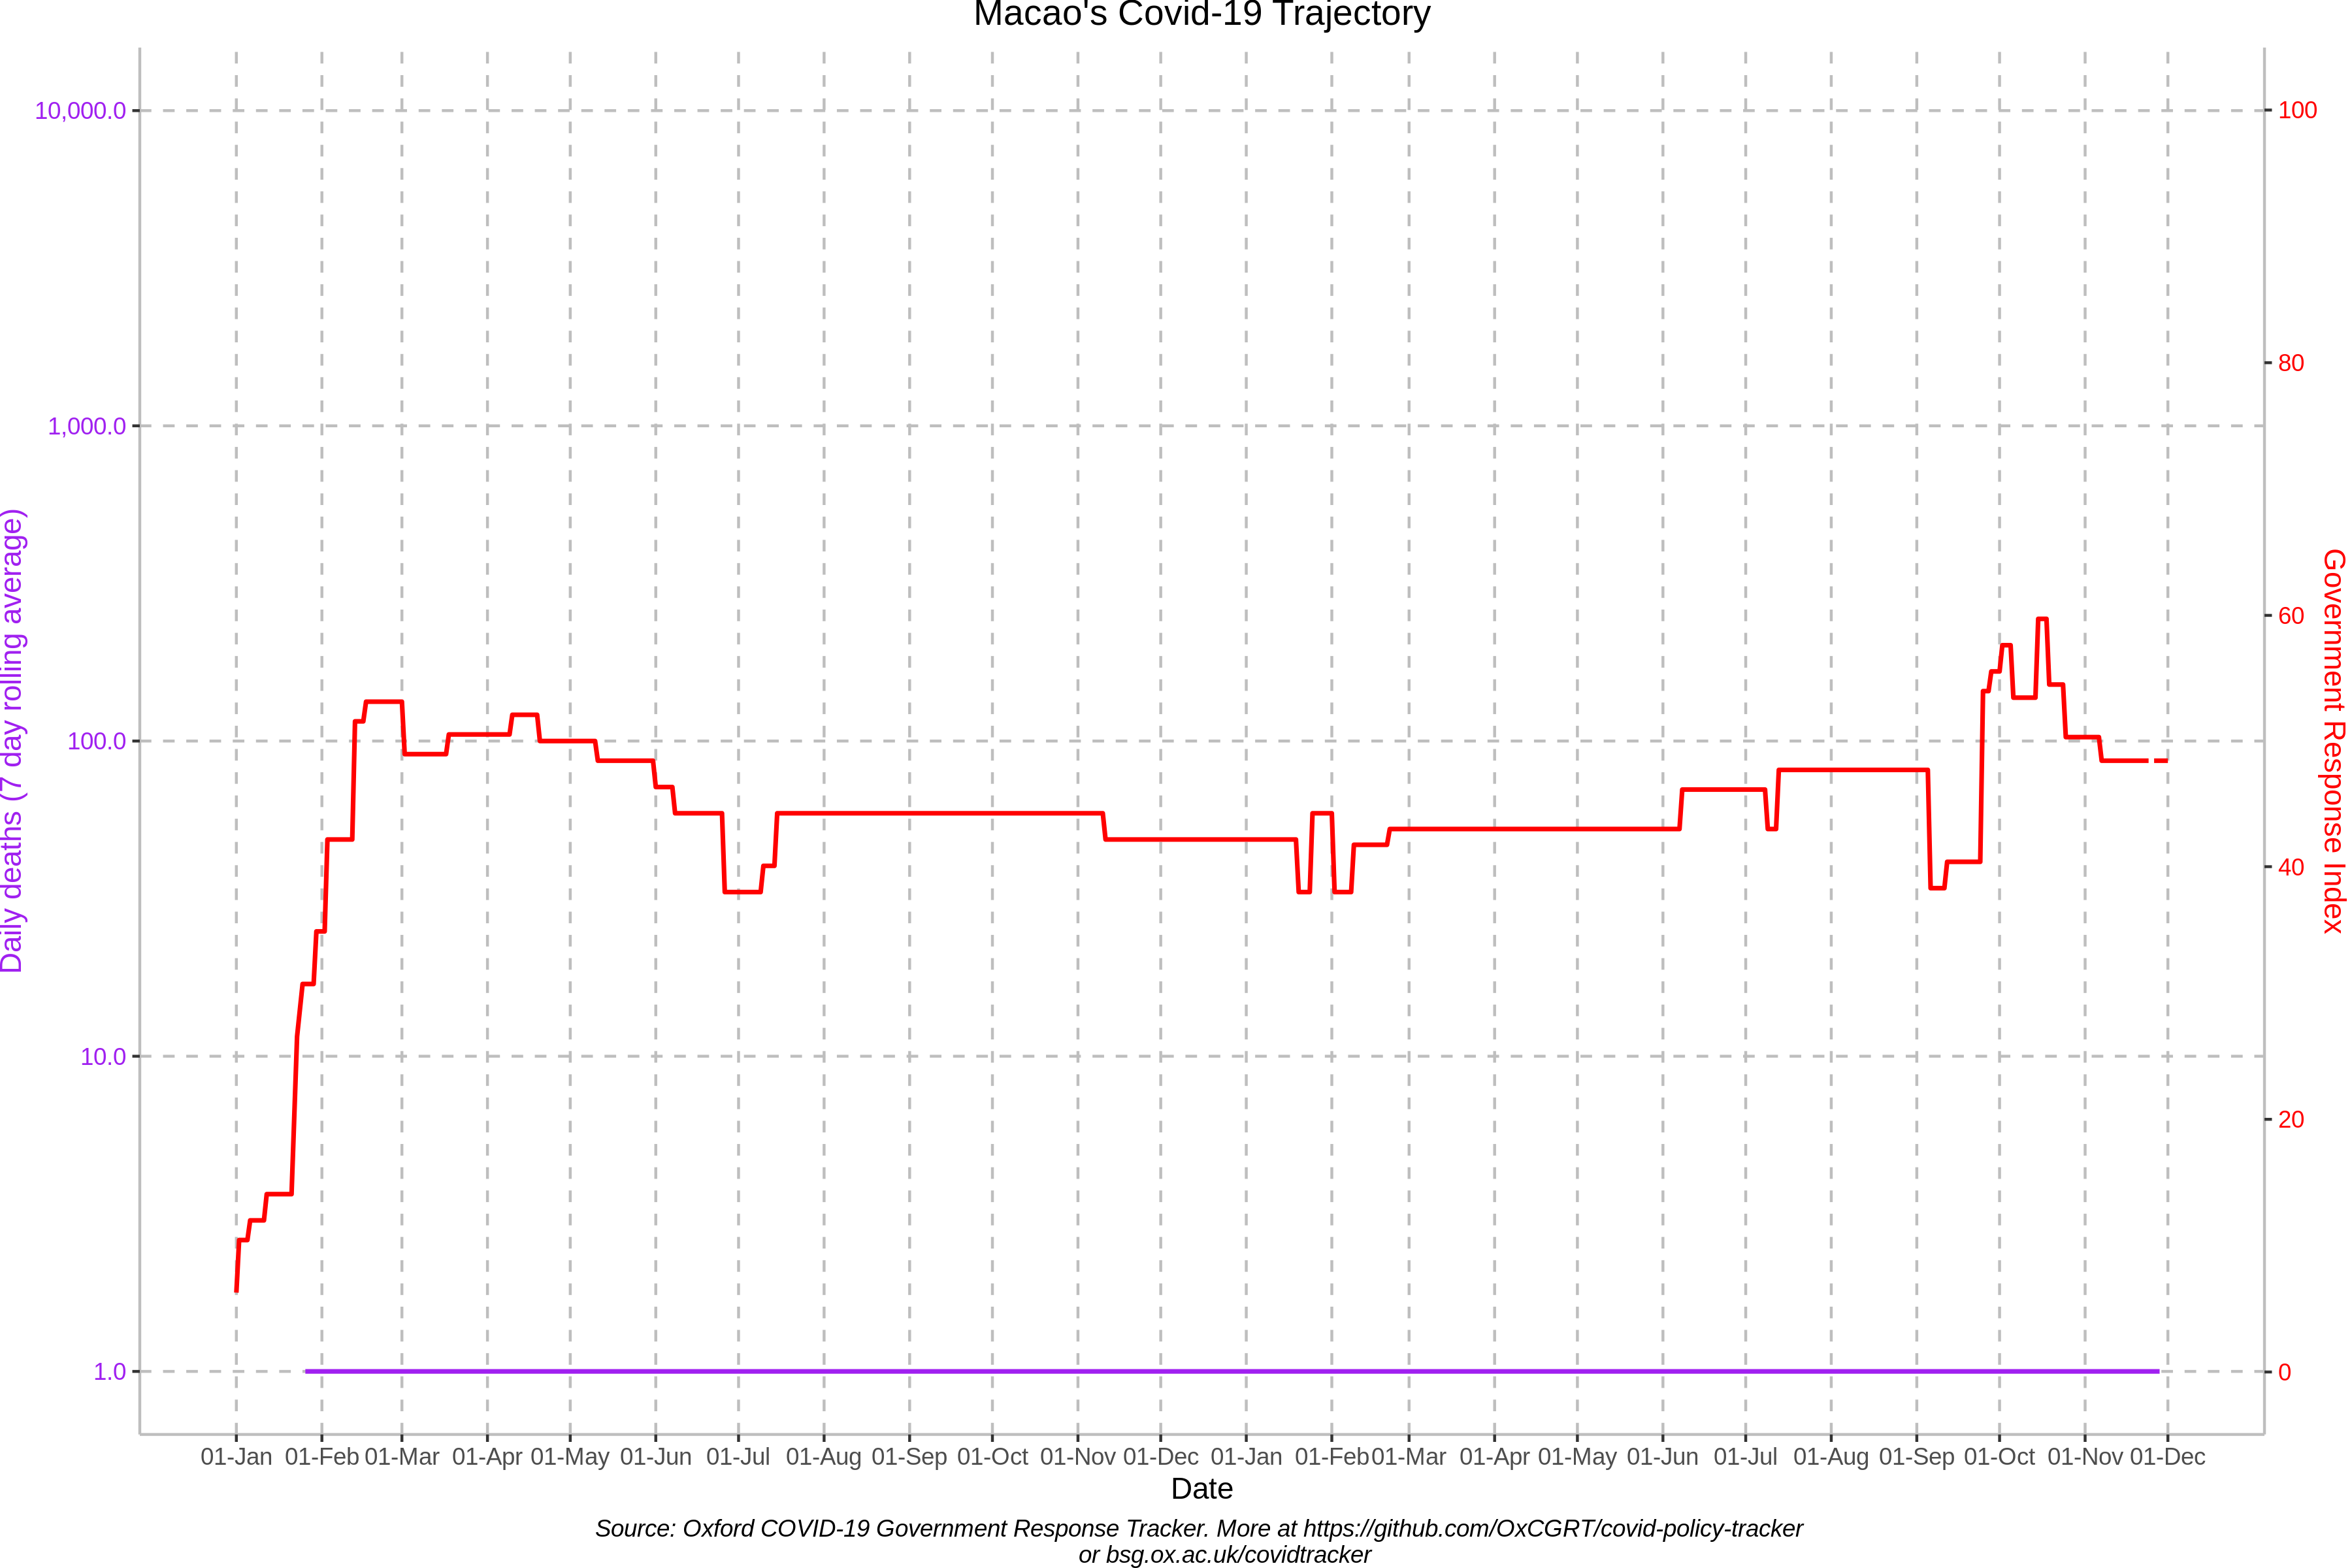 Macao's Covid-19 Trajectory
10,000.0
1,000.0
100.0
10.0
1.0
Daily deaths (7 day rolling average)
100
80
60
40
20
0
Government Response Index
01-Jan 01-Feb 01-Mar 01-Apr 01-May 01-Jun 01-Jul 01-Aug 01-Sep 01-Oct 01-Nov 01-Dec 01-Jan 01-Feb 01-Mar 01-Apr 01-May 01-Jun 01-Jul 01-Aug 01-Sep 01-Oct 01-Nov 01-Dec
Date
Source: Oxford COVID-19 Government Response Tracker. More at https://github.com/OxCGRT/covid-policy-tracker
or bsg.ox.ac.uk/covidtracker